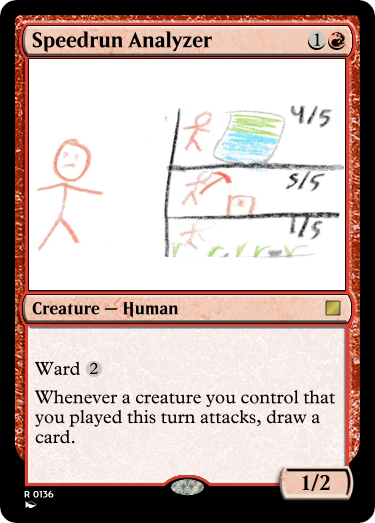 Speedrun Analyzer 1
4/5
5/5
1/5
Creature — Human
Ward 2
Whenever a creature you control that
you played this turn attacks, draw a
card.
1/2
R 0136